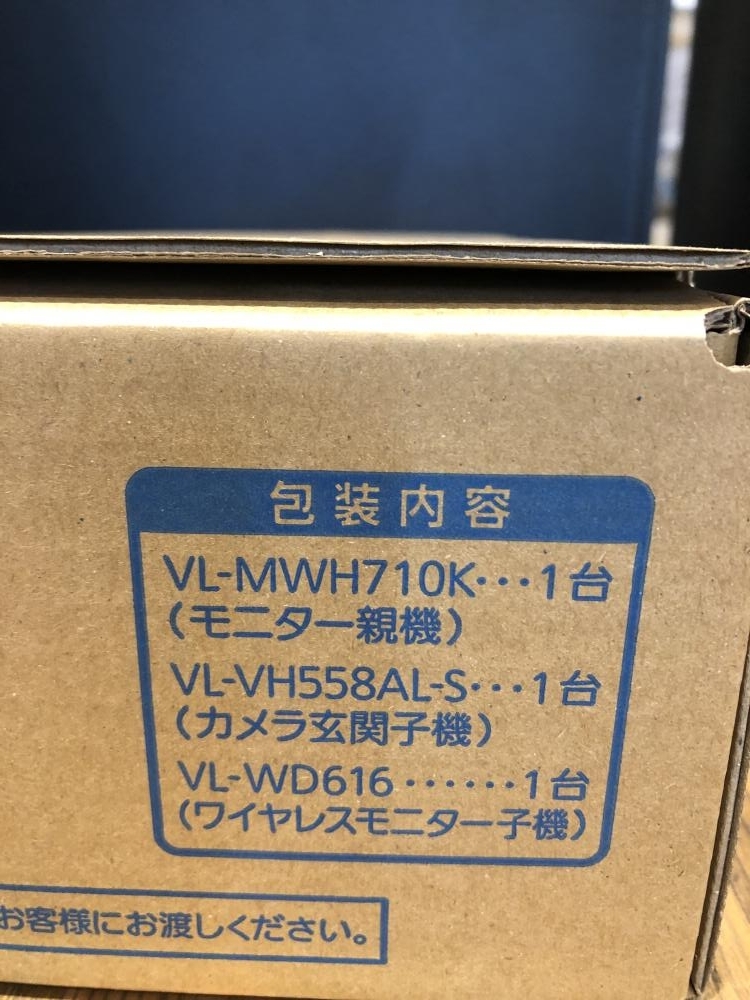 包装内容
VL-MWH710K・・・1台
(モニター親機)
VL-VH558AL-S・・・1台
(カメラ玄関子機)
VL-WD616・・・・・・1台
(ワイヤレスモニター子機)
お客様にお渡しください。